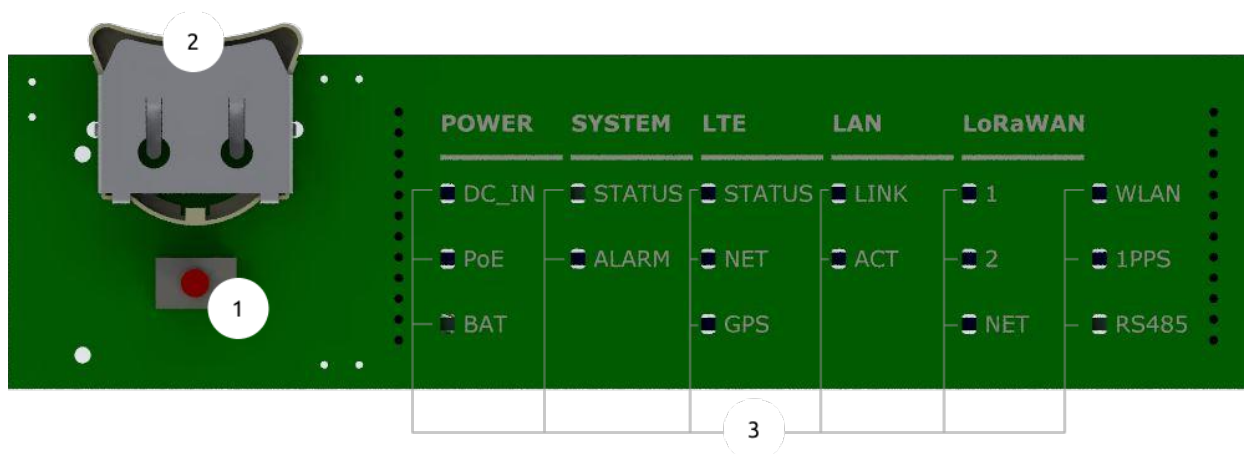 2
POWER SYSTEM LTE LAN LoRaWAN
DC_IN STATUS STATUS LINK 1 WLAN
PoE ALARM NET ACT 2 1PPS
1
BAT GPS NET RS485
3